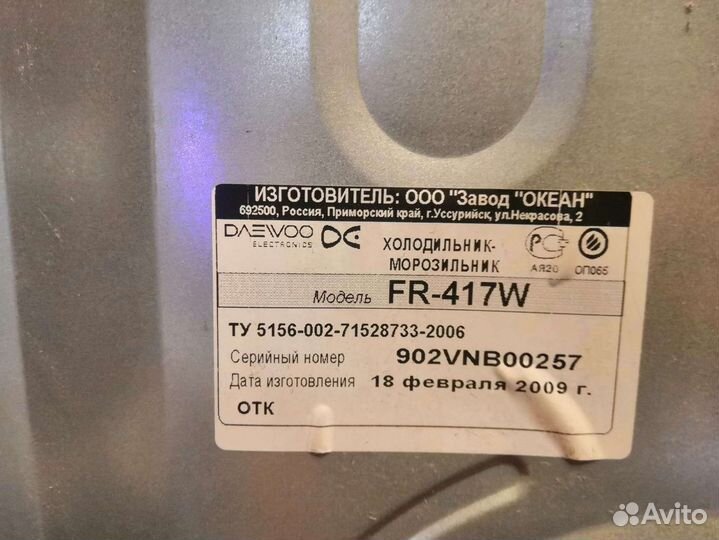 ИЗГОТОВИТЕЛЬ: ООО "Завод "ОКЕАН"
692500, Россия, Приморский край, г.Уссурийск, ул.Некрасова, 2
DAEWOO
ELECTRONICS
ХОЛОДИЛЬНИК-
МОРОЗИЛЬНИК
АЯ20
ОП065
Модель FR-417W
ТУ 5156-002-71528733-2006
Серийный номер 902VNB00257
Дата изготовления 18 февраля 2009 г.
ОТК
Avito